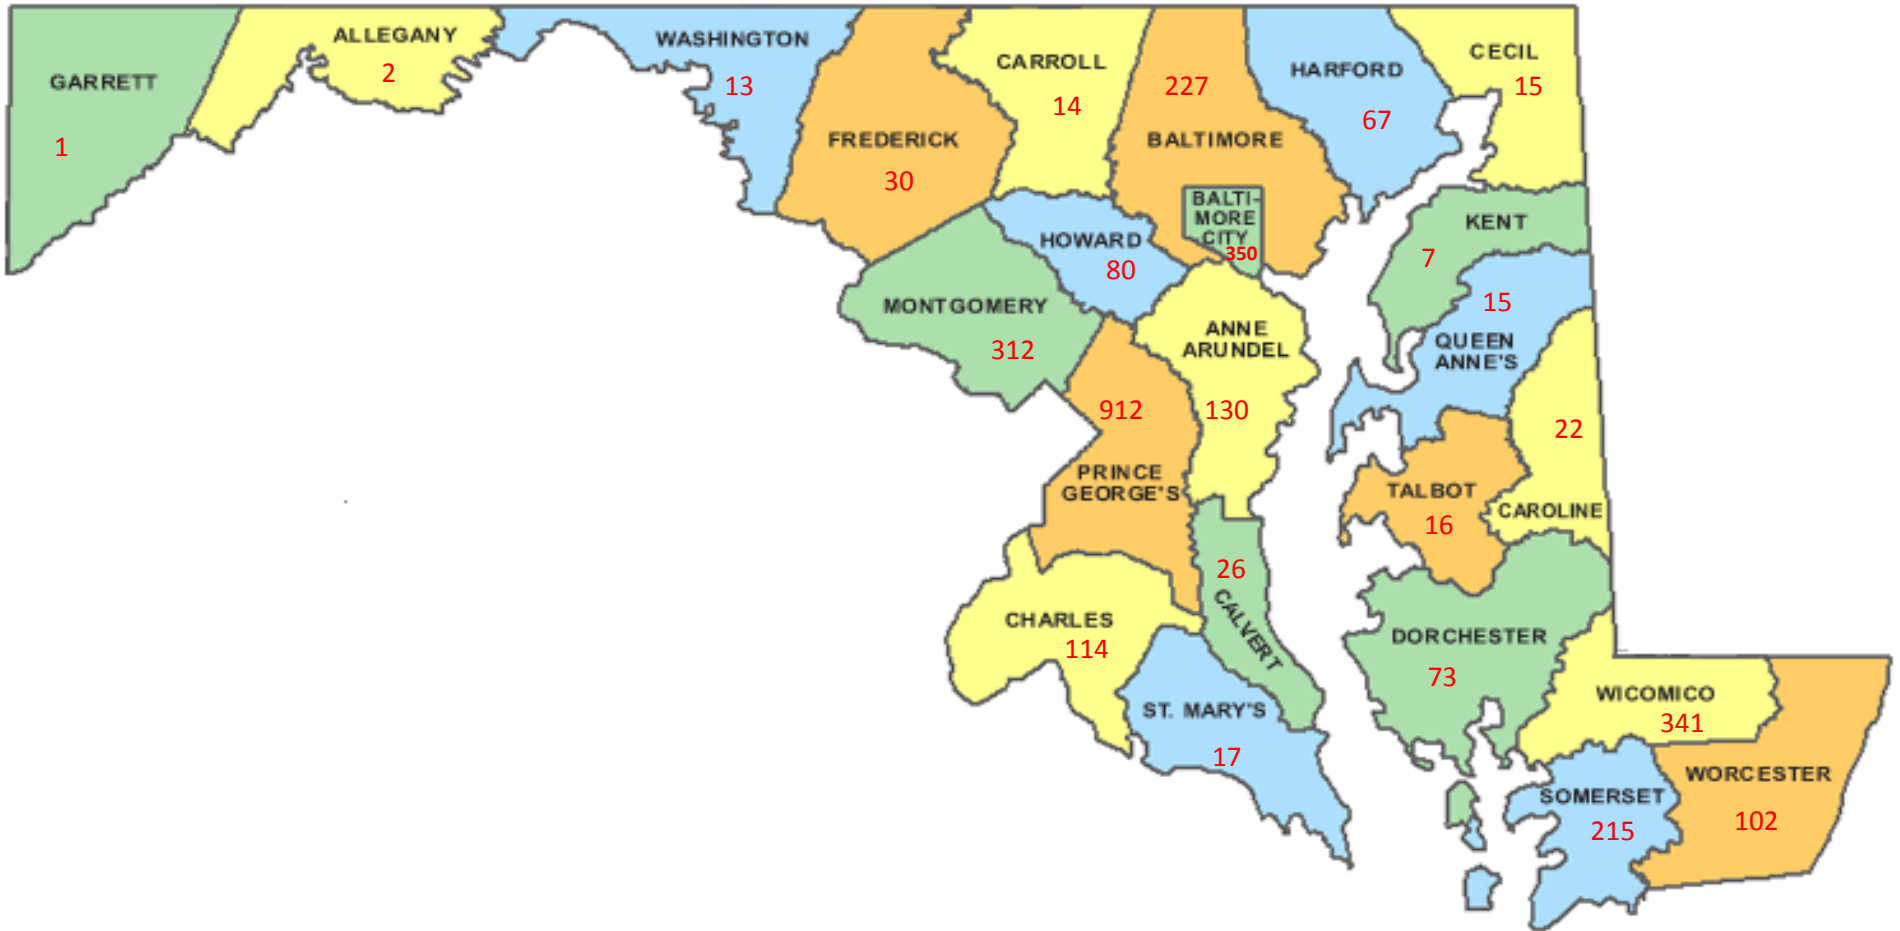 GARRETT
1
ALLEGANY
2
WASHINGTON
13
FREDERICK
30
CARROLL
14
227
BALTIMORE
BALTI-
MORE
CITY
350
HARFORD
67
CECIL
15
KENT
7
HOWARD
80
MONTGOMERY
312
ANNE
ARUNDEL
130
15
QUEEN
ANNE'S
912
PRINCE
GEORGE'S
22
CAROLINE
TALBOT
16
26
CALVERT
CHARLES
114
DORCHESTER
73
ST. MARY'S
17
WICOMICO
341
WORCESTER
102
SOMERSET
215